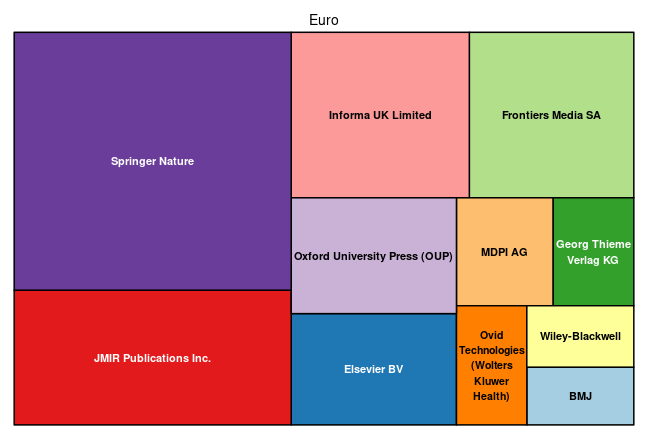 Euro
Springer Nature
JMIR Publications Inc.
Informa UK Limited
Frontiers Media SA
Oxford University Press (OUP)
Elsevier BV
MDPI AG
Georg Thieme
Verlag KG
Ovid
Technologies
(Wolters
Kluwer
Health)
Wiley-Blackwell
BMJ